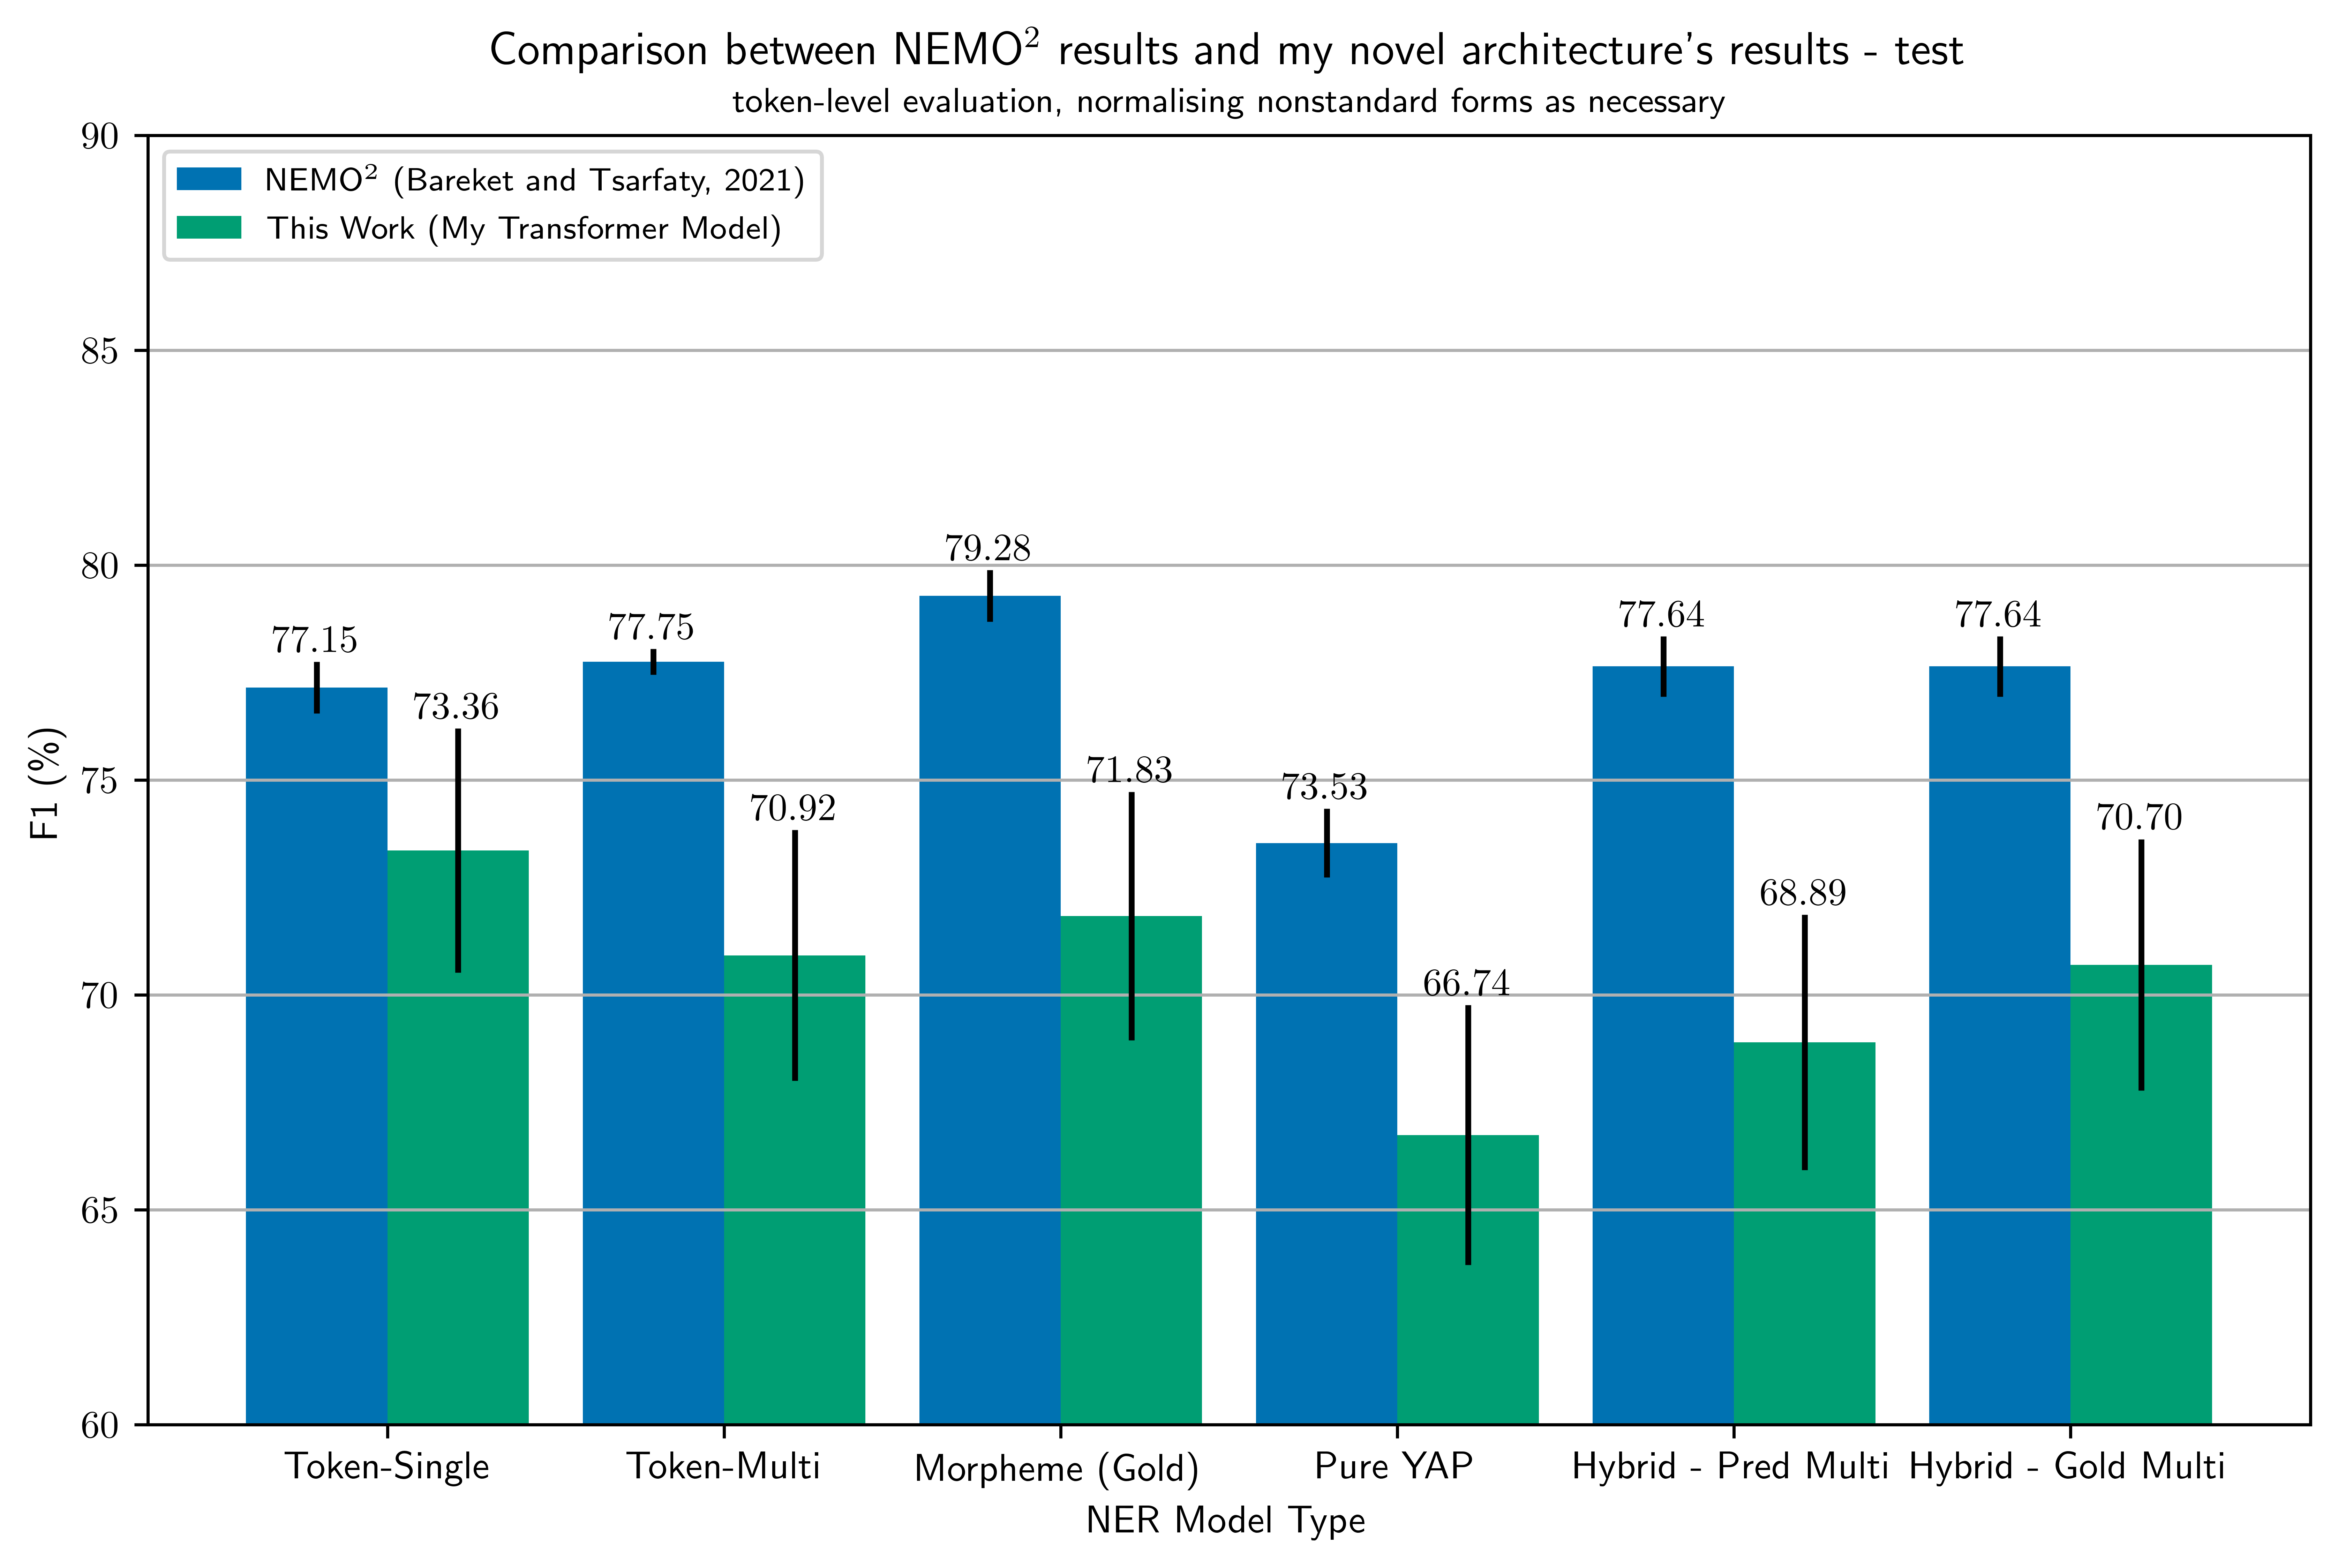 Comparison between NEMO² results and my novel architecture's results - test
token-level evaluation, normalising nonstandard forms as necessary
NEMO² (Bareket and Tsarfaty, 2021)
This Work (My Transformer Model)
F1 (%)
90
85
80
75
70
65
60
77.15
73.36
77.75
70.92
79.28
71.83
73.53
66.74
77.64
68.89
77.64
70.70
Token-Single
Token-Multi
Morpheme (Gold)
Pure YAP
Hybrid - Pred Multi
Hybrid - Gold Multi
NER Model Type